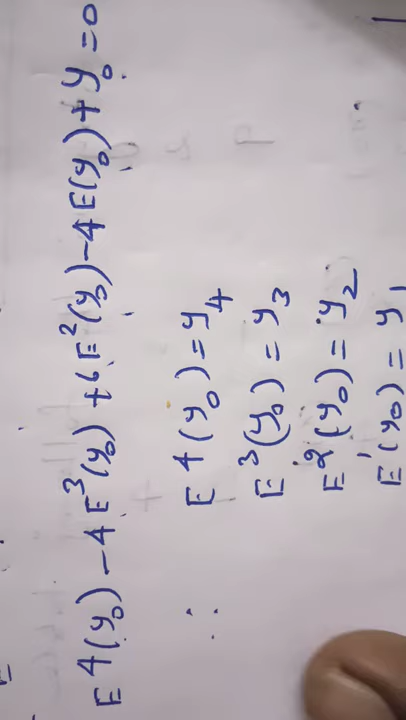 E⁴(y₀) – 4E³(y₀) + 6E²(y₀) – 4E(y₀) + y₀ = 0
∴ E⁴(y₀) = y₄
E³(y₀) = y₃
E²(y₀) = y₂
E¹(y₀) = y₁